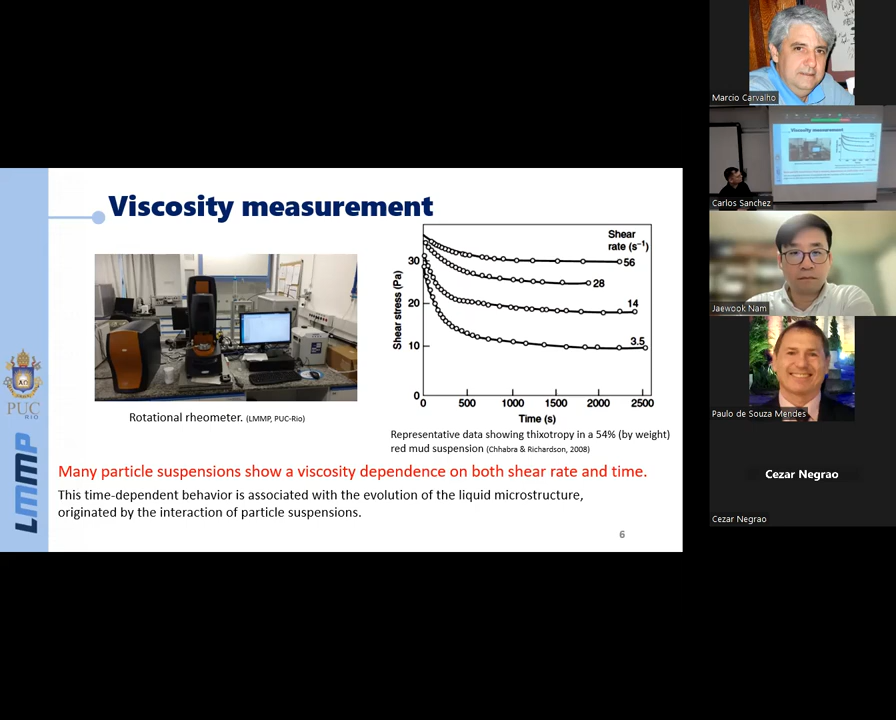 Viscosity measurement
Shear
rate (s⁻¹)
56
28
14
3.5
30
20
10
0
Shear stress (Pa)
0 500 1000 1500 2000 2500
Time (s)
Rotational rheometer. (LMMP, PUC-Rio)
Representative data showing thixotropy in a 54% (by weight)
red mud suspension (Chhabra & Richardson, 2008)
Many particle suspensions show a viscosity dependence on both shear rate and time.
This time-dependent behavior is associated with the evolution of the liquid microstructure,
originated by the interaction of particle suspensions.
6
PUC
RIO
LMMP
Marcio Carvalho
Viscosity measurement
Carlos Sanchez
Jaewook Nam
Paulo de Souza Mendes
Cezar Negrao
Cezar Negrao